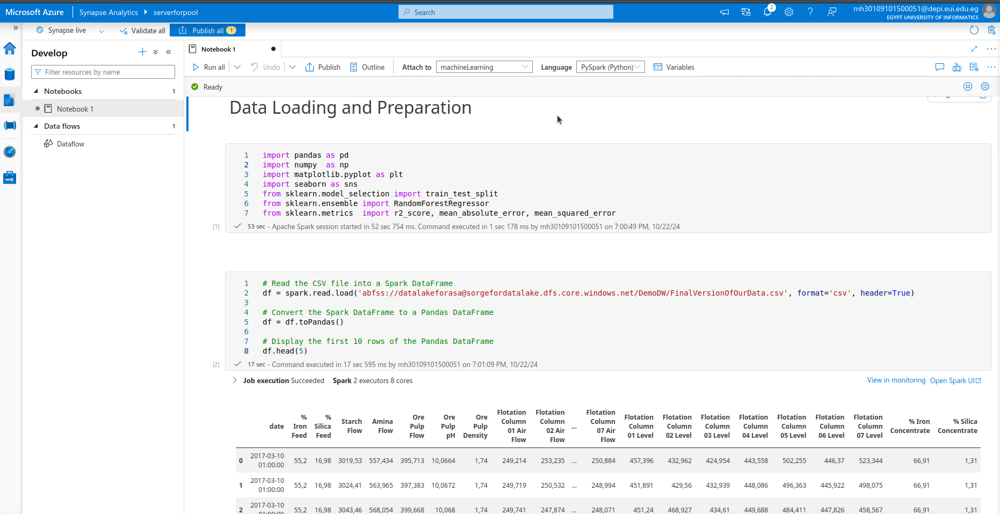 Microsoft Azure Synapse Analytics serverforpool
Search
2
mh30109101500051@depi.eui.edu.eg
EGYPT UNIVERSITY OF INFORMATICS
Synapse live Validate all Publish all 1
Develop
Filter resources by name
Notebooks 1
Notebook 1
Data flows 1
Dataflow
Notebook 1
Run all Undo Publish Outline Attach to machineLearning Language PySpark (Python) Variables
Ready
Data Loading and Preparation
1 import pandas as pd
2 import numpy  as np
3 import matplotlib.pyplot as plt
4 import seaborn as sns
5 from sklearn.model_selection import train_test_split
6 from sklearn.ensemble import RandomForestRegressor
7 from sklearn.metrics  import r2_score, mean_absolute_error, mean_squared_error
[1] 53 sec - Apache Spark session started in 52 sec 754 ms. Command executed in 1 sec 178 ms by mh30109101500051 on 7:00:49 PM, 10/22/24
1 # Read the CSV file into a Spark DataFrame
2 df = spark.read.load('abfss://datalakeforasa@sorgefordatalake.dfs.core.windows.net/DemoDW/FinalVersionOfOurData.csv', format='csv', header=True)
3
4 # Convert the Spark DataFrame to a Pandas DataFrame
5 df = df.toPandas()
6
7 # Display the first 10 rows of the Pandas DataFrame
8 df.head(5)
[2] 17 sec - Command executed in 17 sec 595 ms by mh30109101500051 on 7:01:09 PM, 10/22/24
Job execution Succeeded Spark 2 executors 8 cores View in monitoring Open Spark UI
date % Iron Feed % Silica Feed Starch Flow Amina Flow Ore Pulp Flow Ore Pulp pH Ore Pulp Density Flotation Column 01 Air Flow Flotation Column 02 Air Flow ... Flotation Column 07 Air Flow Flotation Column 01 Level Flotation Column 02 Level Flotation Column 03 Level Flotation Column 04 Level Flotation Column 05 Level Flotation Column 06 Level Flotation Column 07 Level % Iron Concentrate % Silica Concentrate
0 2017-03-10 01:00:00 55,2 16,98 3019,53 557,434 395,713 10,0664 1,74 249,214 253,235 ... 250,884 457,396 432,962 424,954 443,558 502,255 446,37 523,344 66,91 1,31
1 2017-03-10 01:00:00 55,2 16,98 3024,41 563,965 397,383 10,0672 1,74 249,719 250,532 ... 248,994 451,891 429,56 432,939 448,086 496,363 445,922 498,075 66,91 1,31
2 2017-03-10 01:00:00 55,2 16,98 3043,46 568,054 399,668 10,068 1,74 249,741 247,874 ... 248,071 451,24 468,927 434,61 449,688 484,411 447,826 458,567 66,91 1,31